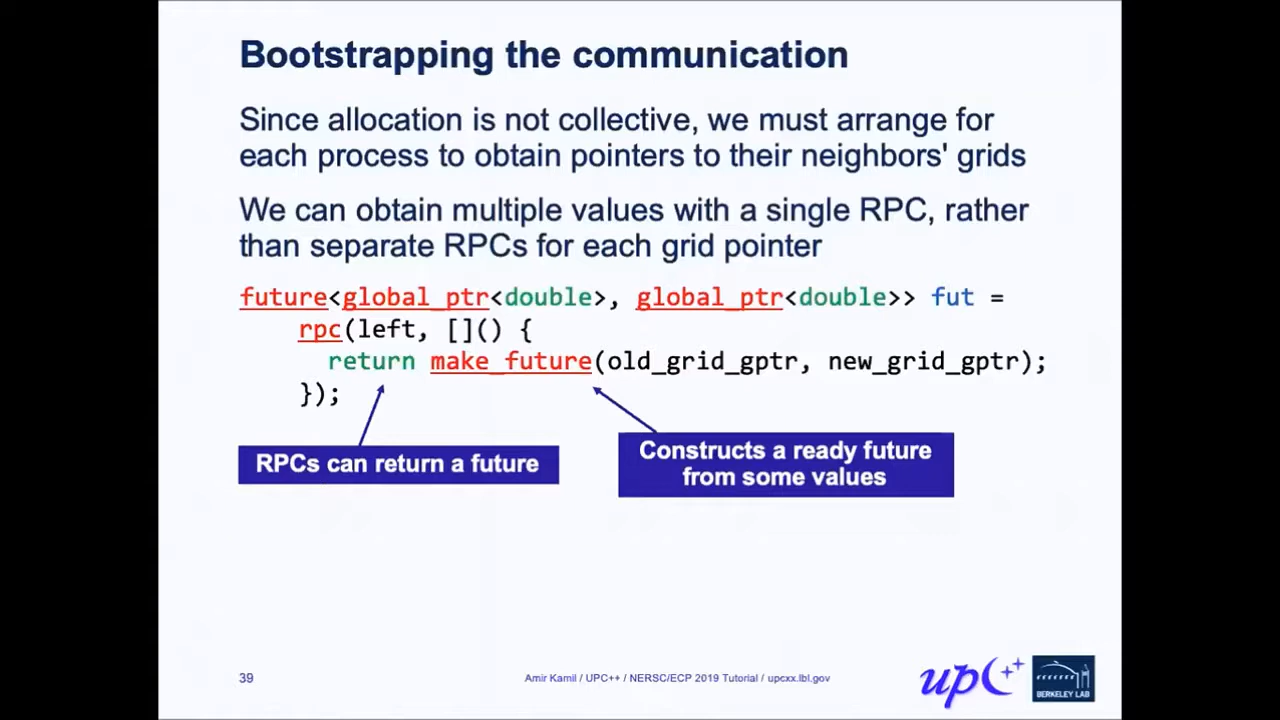 Bootstrapping the communication
Since allocation is not collective, we must arrange for
each process to obtain pointers to their neighbors' grids
We can obtain multiple values with a single RPC, rather
than separate RPCs for each grid pointer
future<global_ptr<double>, global_ptr<double>> fut =
rpc(left, []() {
return make_future(old_grid_gptr, new_grid_gptr);
});
RPCs can return a future
Constructs a ready future
from some values
39
Amir Kamil / UPC++ / NERSC/ECP 2019 Tutorial / upcxx.lbl.gov
upc++
BERKELEY LAB